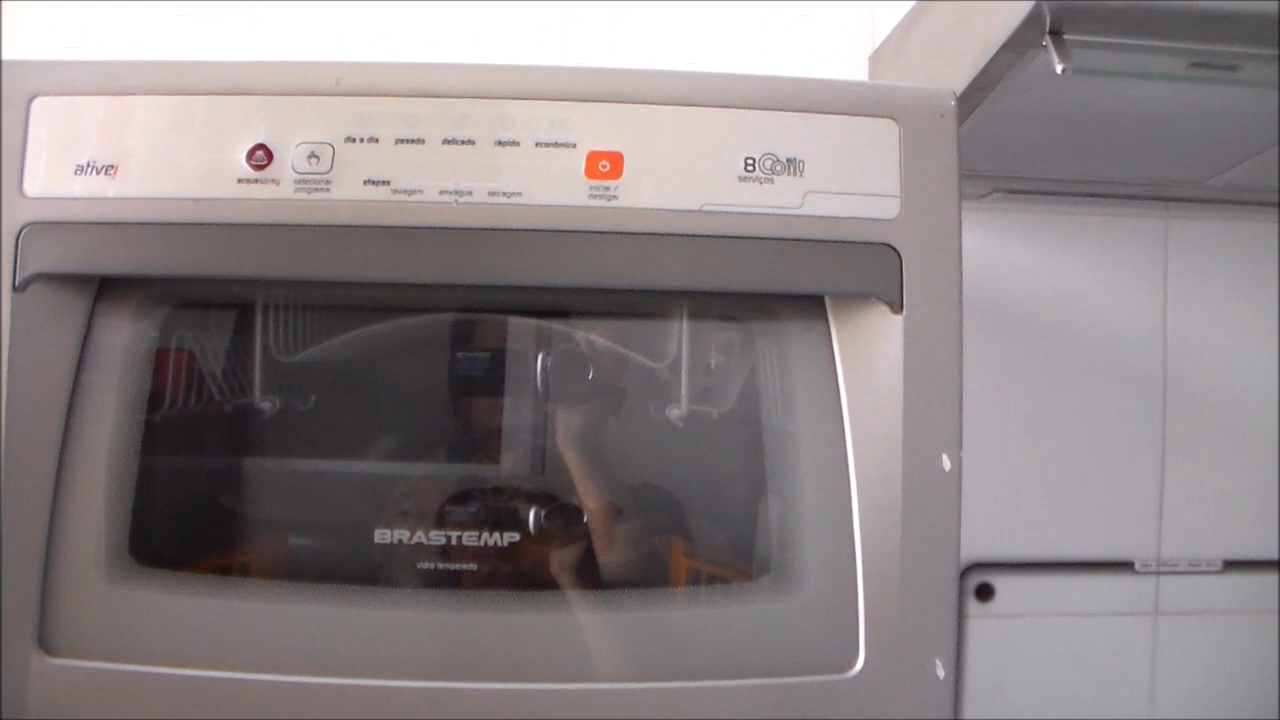 ative!
acquaspray
selecionar
programa
dia a dia pesado delicado rápido econômico
etapas
lavagem enxágue secagem
iniciar /
desligar
8
serviços
BRASTEMP
vidro temperado